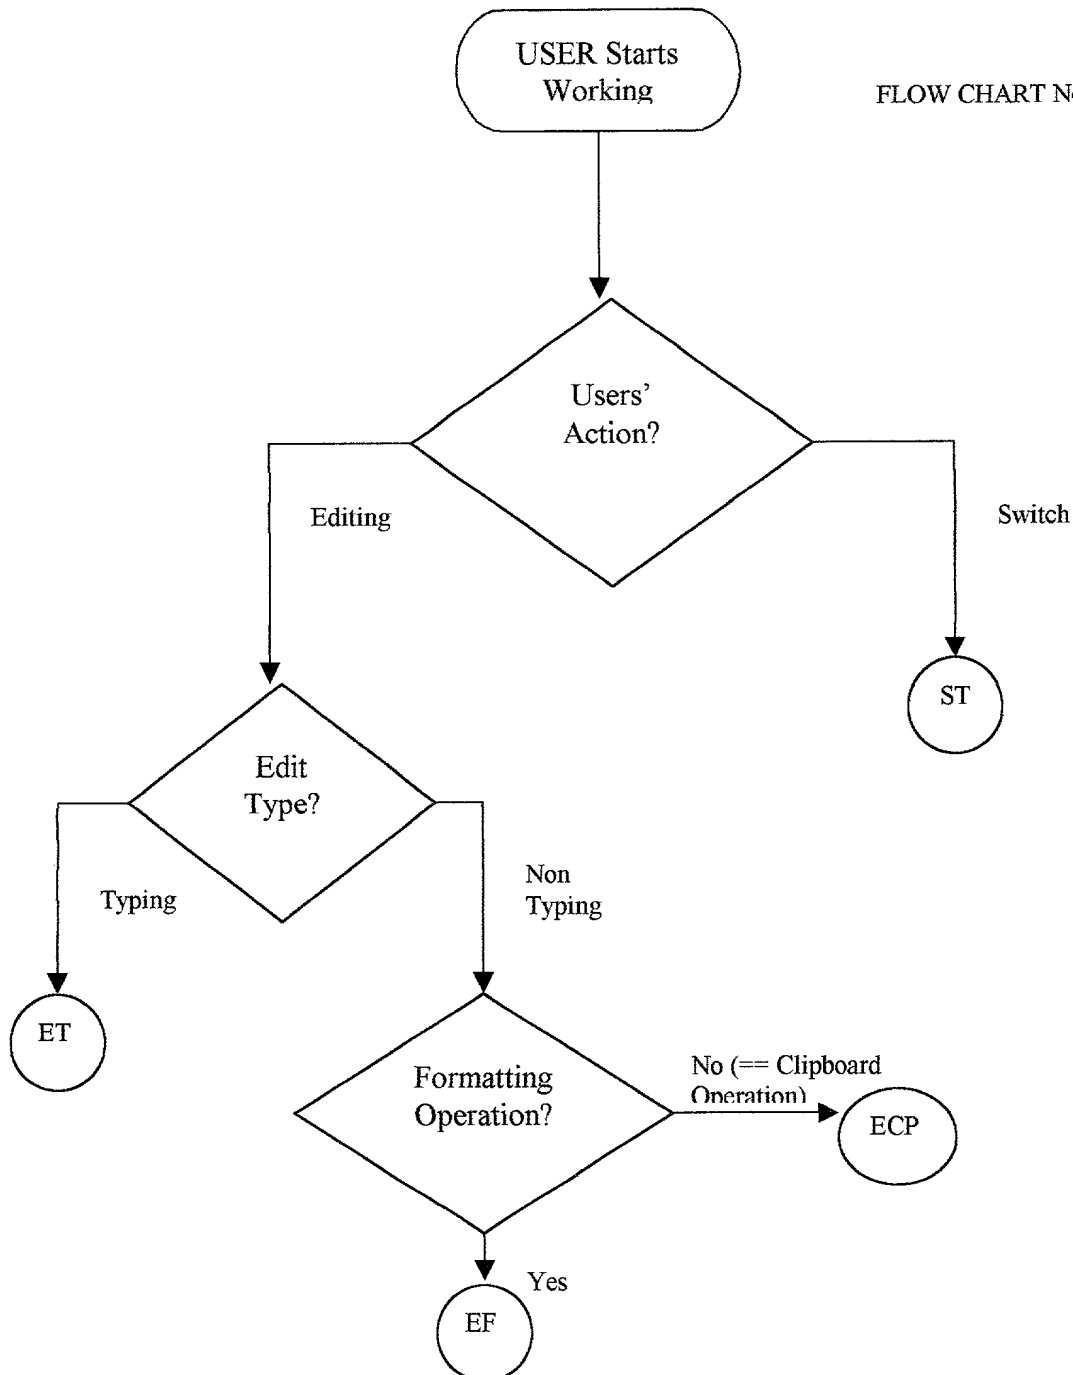 USER Starts
Working
FLOW CHART
Users’
Action?
Editing
Switch
ST
Edit
Type?
Typing
Non
Typing
ET
Formatting
Operation?
No (== Clipboard
Operation)
ECP
Yes
EF